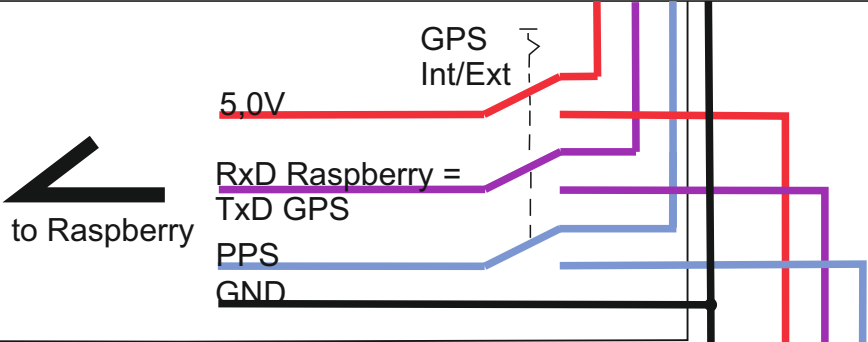 GPS
Int/Ext
5,0V
RxD Raspberry =
TxD GPS
to Raspberry
PPS
GND